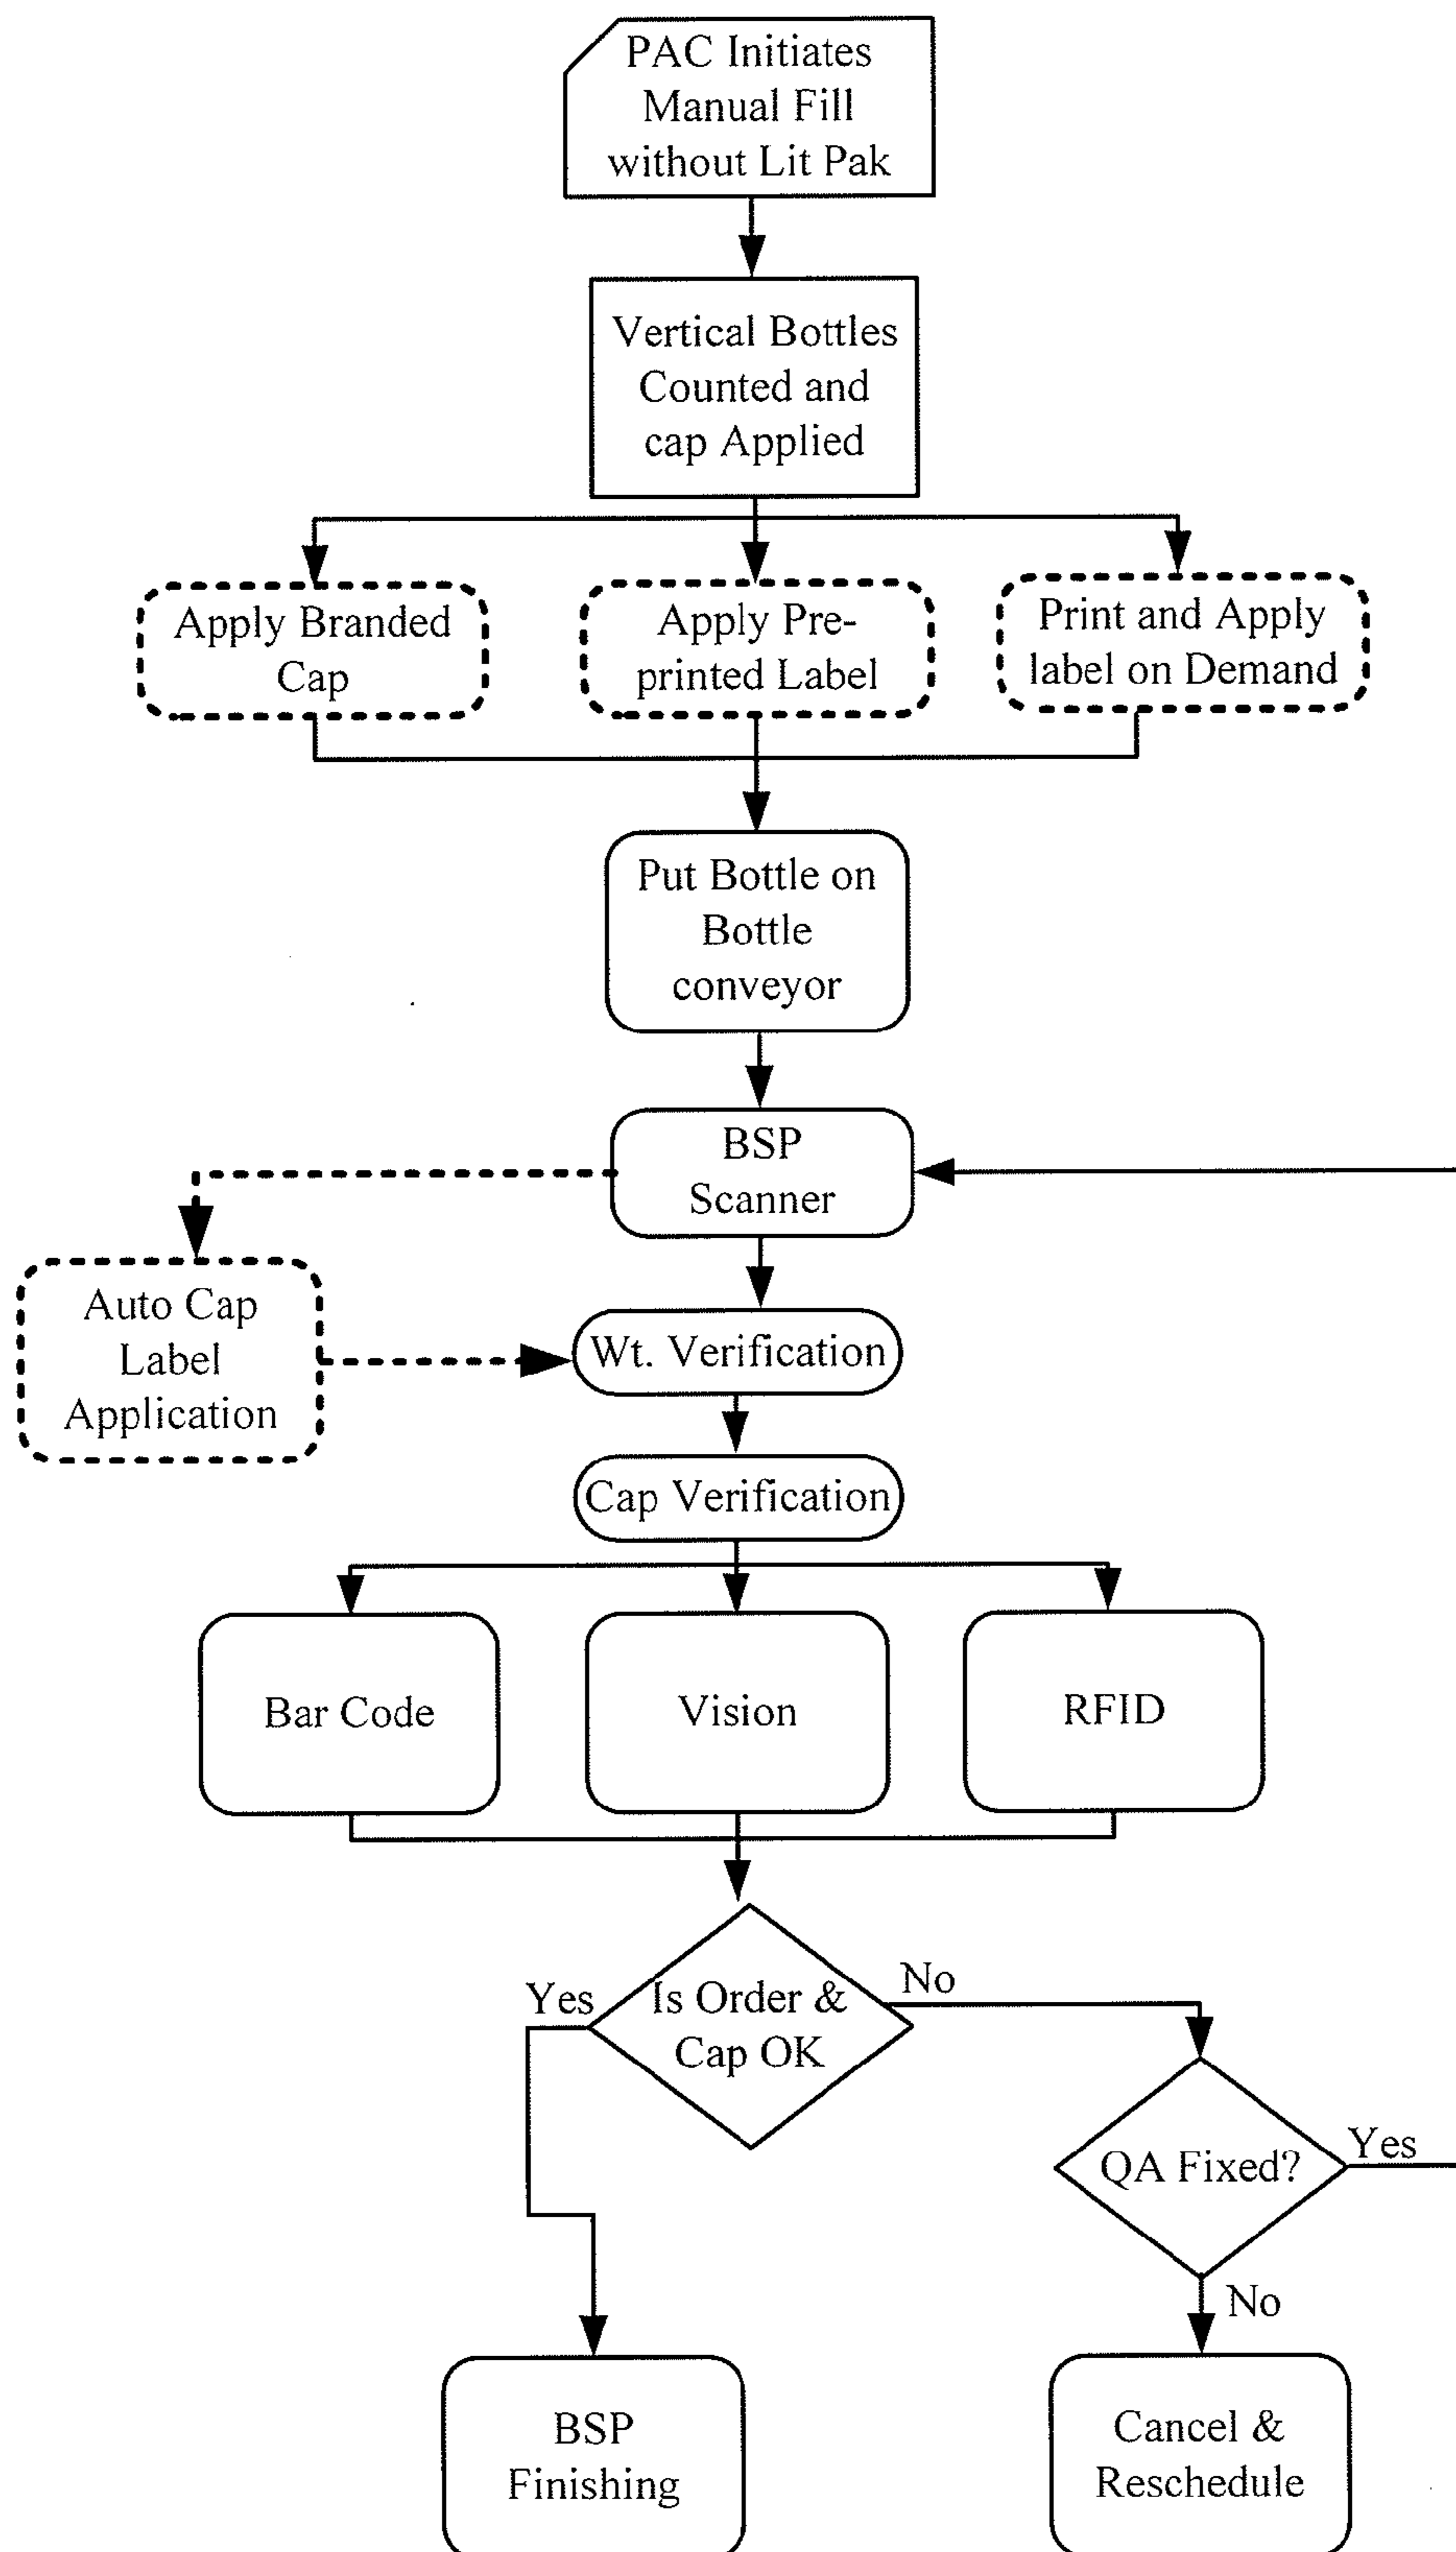 PAC Initiates
Manual Fill
without Lit Pak
Vertical Bottles
Counted and
cap Applied
Apply Branded
Cap
Apply Pre-
printed Label
Print and Apply
label on Demand
Put Bottle on
Bottle
conveyor
BSP
Scanner
Auto Cap
Label
Application
Wt. Verification
Cap Verification
Bar Code
Vision
RFID
Yes
Is Order &
Cap OK
No
QA Fixed?
Yes
No
BSP
Finishing
Cancel &
Reschedule